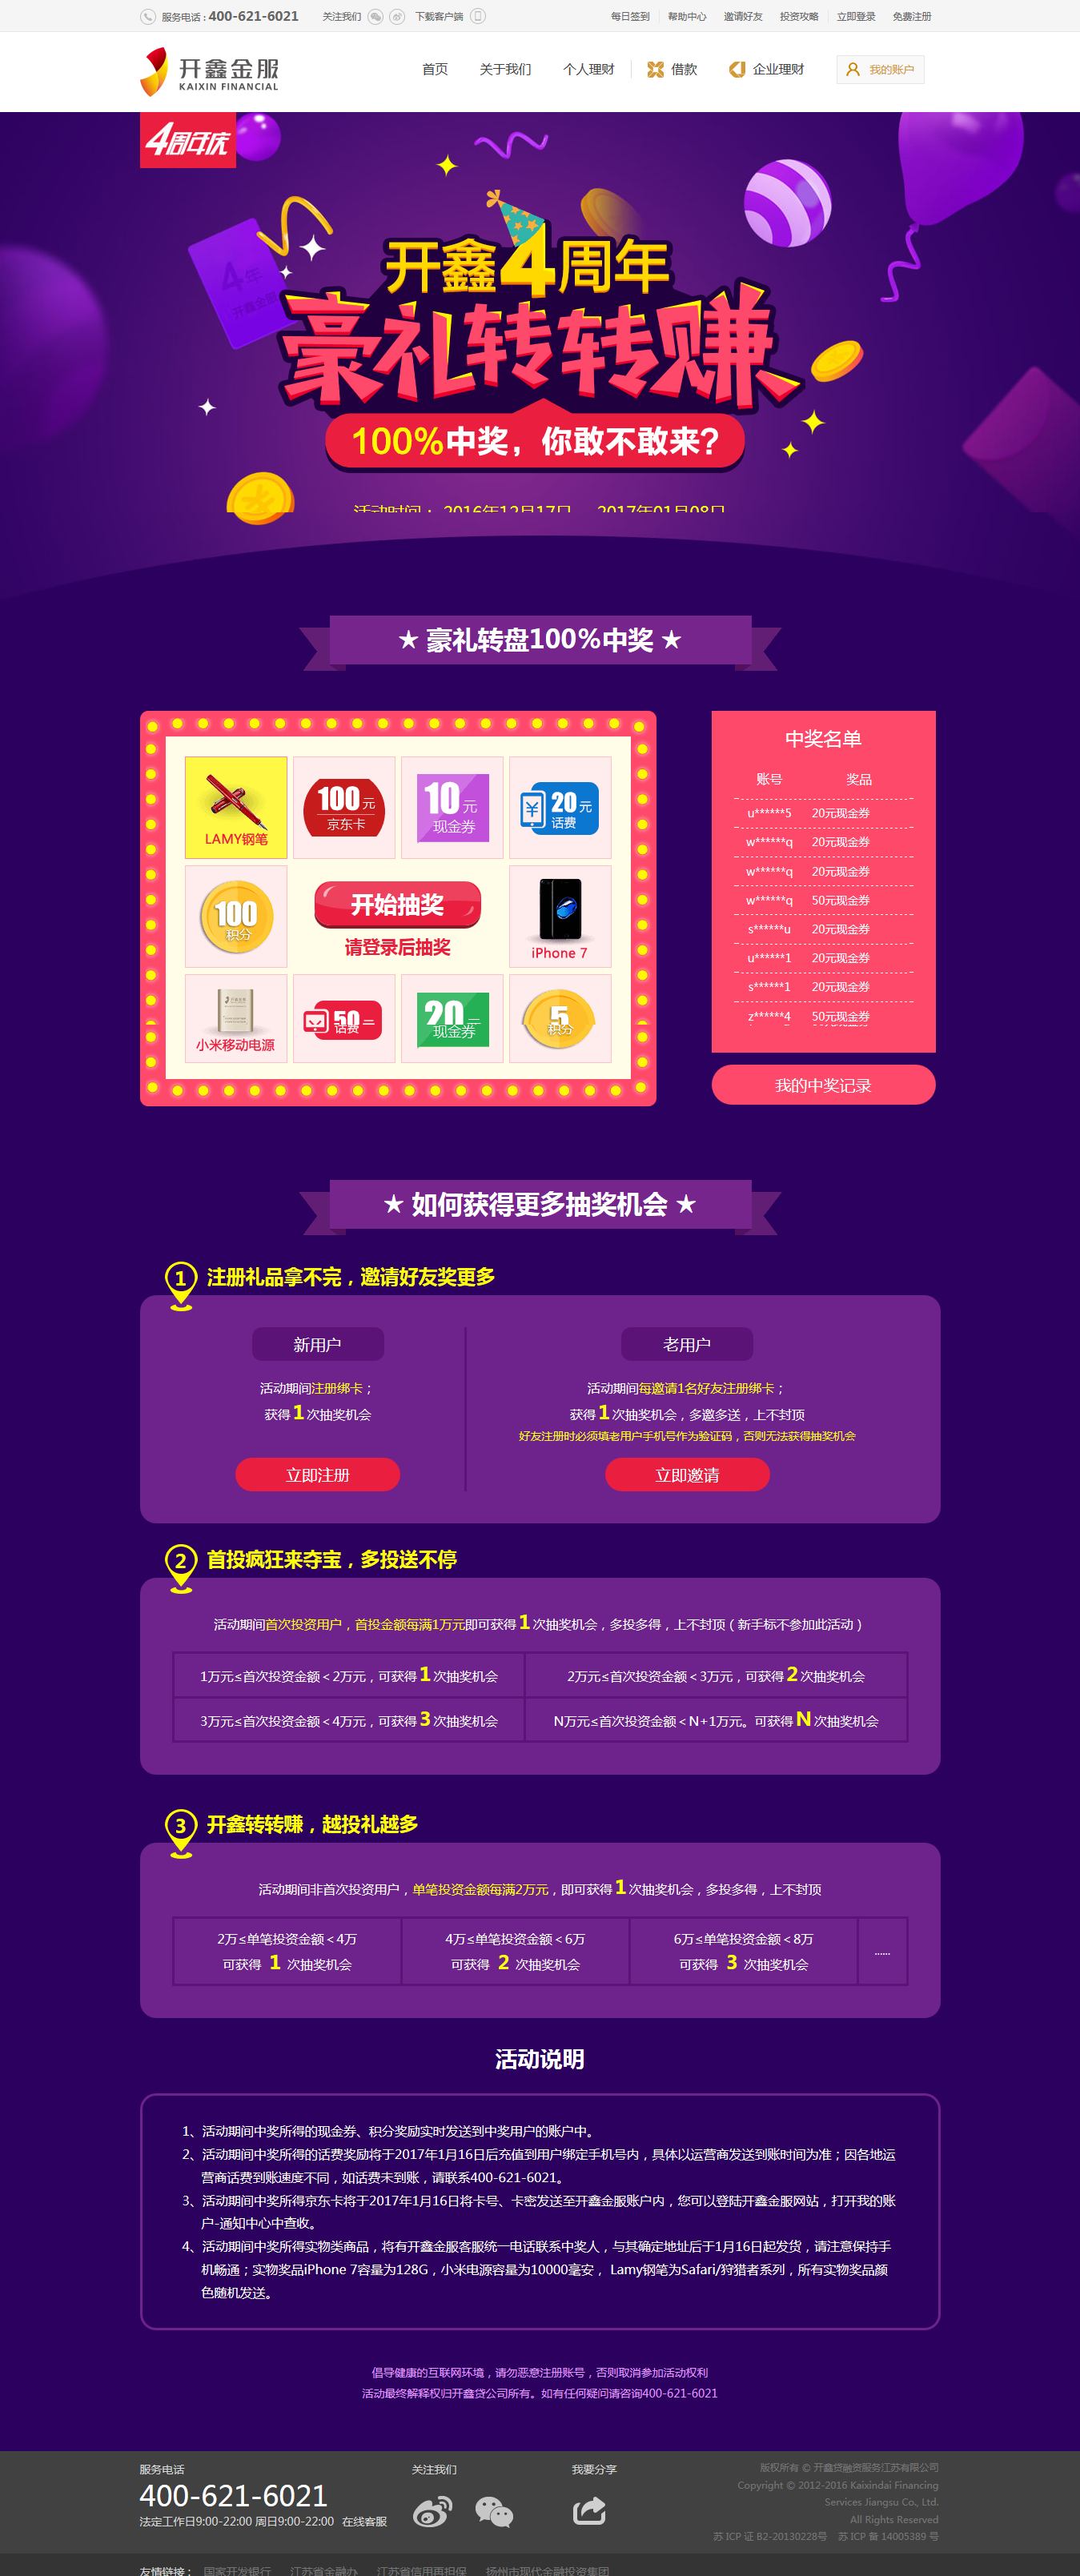 服务电话：400-621-6021 关注我们 下载客户端 每日签到 帮助中心 邀请好友 投资攻略 立即登录 免费注册
开鑫金服
KAIXIN FINANCIAL
首页 关于我们 个人理财 借款 企业理财 我的账户
4周年庆
4年
开鑫金服
开鑫4周年
豪礼转转赚
100%中奖，你敢不敢来?
活动时间： 2016年12月17日 2017年01月08日
★ 豪礼转盘100%中奖 ★
LAMY钢笔
100元
京东卡
10元
现金券
20元
话费
100
积分
开始抽奖
请登录后抽奖
iPhone 7
开鑫金服
小米移动电源
50元
话费
20元
现金券
5
积分
中奖名单
账号 奖品
u******5 20元现金券
w******q 20元现金券
w******q 20元现金券
w******q 50元现金券
s******u 20元现金券
u******1 20元现金券
s******1 20元现金券
z******4 50元现金券
我的中奖记录
★ 如何获得更多抽奖机会 ★
1 注册礼品拿不完，邀请好友奖更多
新用户
活动期间注册绑卡；
获得1次抽奖机会
立即注册
老用户
活动期间每邀请1名好友注册绑卡；
获得1次抽奖机会，多邀多送，上不封顶
好友注册时必须填老用户手机号作为验证码，否则无法获得抽奖机会
立即邀请
2 首投疯狂来夺宝，多投送不停
活动期间首次投资用户，首投金额每满1万元即可获得1次抽奖机会，多投多得，上不封顶（新手标不参加此活动）
1万元≤首次投资金额＜2万元，可获得1次抽奖机会
2万元≤首次投资金额＜3万元，可获得2次抽奖机会
3万元≤首次投资金额＜4万元，可获得3次抽奖机会
N万元≤首次投资金额＜N+1万元。可获得N次抽奖机会
3 开鑫转转赚，越投礼越多
活动期间非首次投资用户，单笔投资金额每满2万元，即可获得1次抽奖机会，多投多得，上不封顶
2万≤单笔投资金额＜4万
可获得 1 次抽奖机会
4万≤单笔投资金额＜6万
可获得 2 次抽奖机会
6万≤单笔投资金额＜8万
可获得 3 次抽奖机会
......
活动说明
1、活动期间中奖所得的现金券、积分奖励实时发送到中奖用户的账户中。
2、活动期间中奖所得的话费奖励将于2017年1月16日后充值到用户绑定手机号内，具体以运营商发送到账时间为准；因各地运
营商话费到账速度不同，如话费未到账，请联系400-621-6021。
3、活动期间中奖所得京东卡将于2017年1月16日将卡号、卡密发送至开鑫金服账户内，您可以登陆开鑫金服网站，打开我的账
户-通知中心中查收。
4、活动期间中奖所得实物类商品，将有开鑫金服客服统一电话联系中奖人，与其确定地址后于1月16日起发货，请注意保持手
机畅通；实物奖品iPhone 7容量为128G，小米电源容量为10000毫安， Lamy钢笔为Safari/狩猎者系列，所有实物奖品颜
色随机发送。
倡导健康的互联网环境，请勿恶意注册账号，否则取消参加活动权利
活动最终解释权归开鑫贷公司所有。如有任何疑问请咨询400-621-6021
服务电话
400-621-6021
法定工作日9:00-22:00 周日9:00-22:00 在线客服
关注我们
我要分享
版权所有 © 开鑫贷融资服务江苏有限公司
Copyright © 2012-2016 Kaixindai Financing
Services Jiangsu Co., Ltd.
All Rights Reserved
苏 ICP 证 B2-20130228号 苏 ICP 备 14005389 号
友情链接： 国家开发银行 江苏省金融办 江苏省信用再担保 扬州市现代金融投资集团